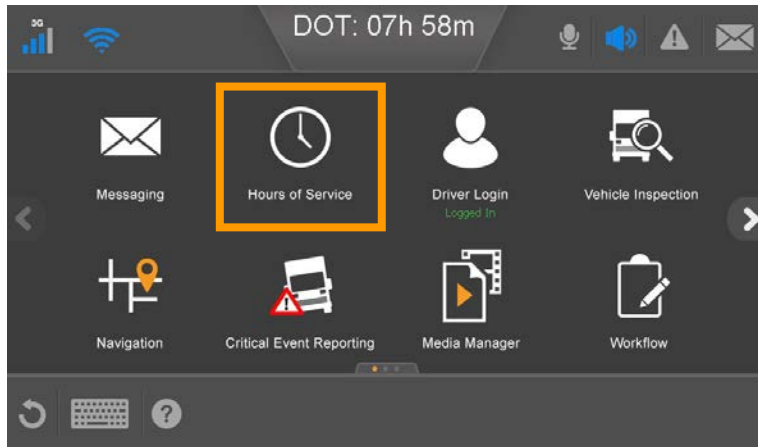 3G
DOT: 07h 58m
Messaging
Hours of Service
Driver Login
Logged In
Vehicle Inspection
Navigation
Critical Event Reporting
Media Manager
Workflow
?